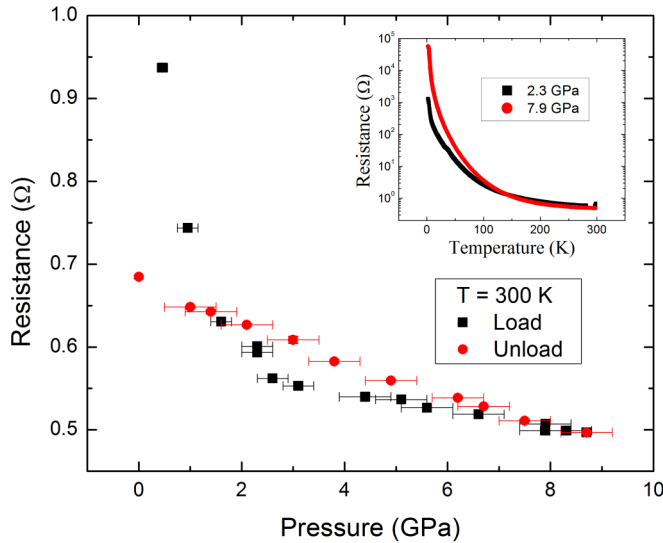 1.0
0.9
0.8
0.7
0.6
0.5
Resistance (Ω)
0 2 4 6 8 10
Pressure (GPa)
10⁵
10⁴
10³
10²
10¹
10⁰
Resistance (Ω)
0 100 200 300
Temperature (K)
2.3 GPa
7.9 GPa
T = 300 K
Load
Unload